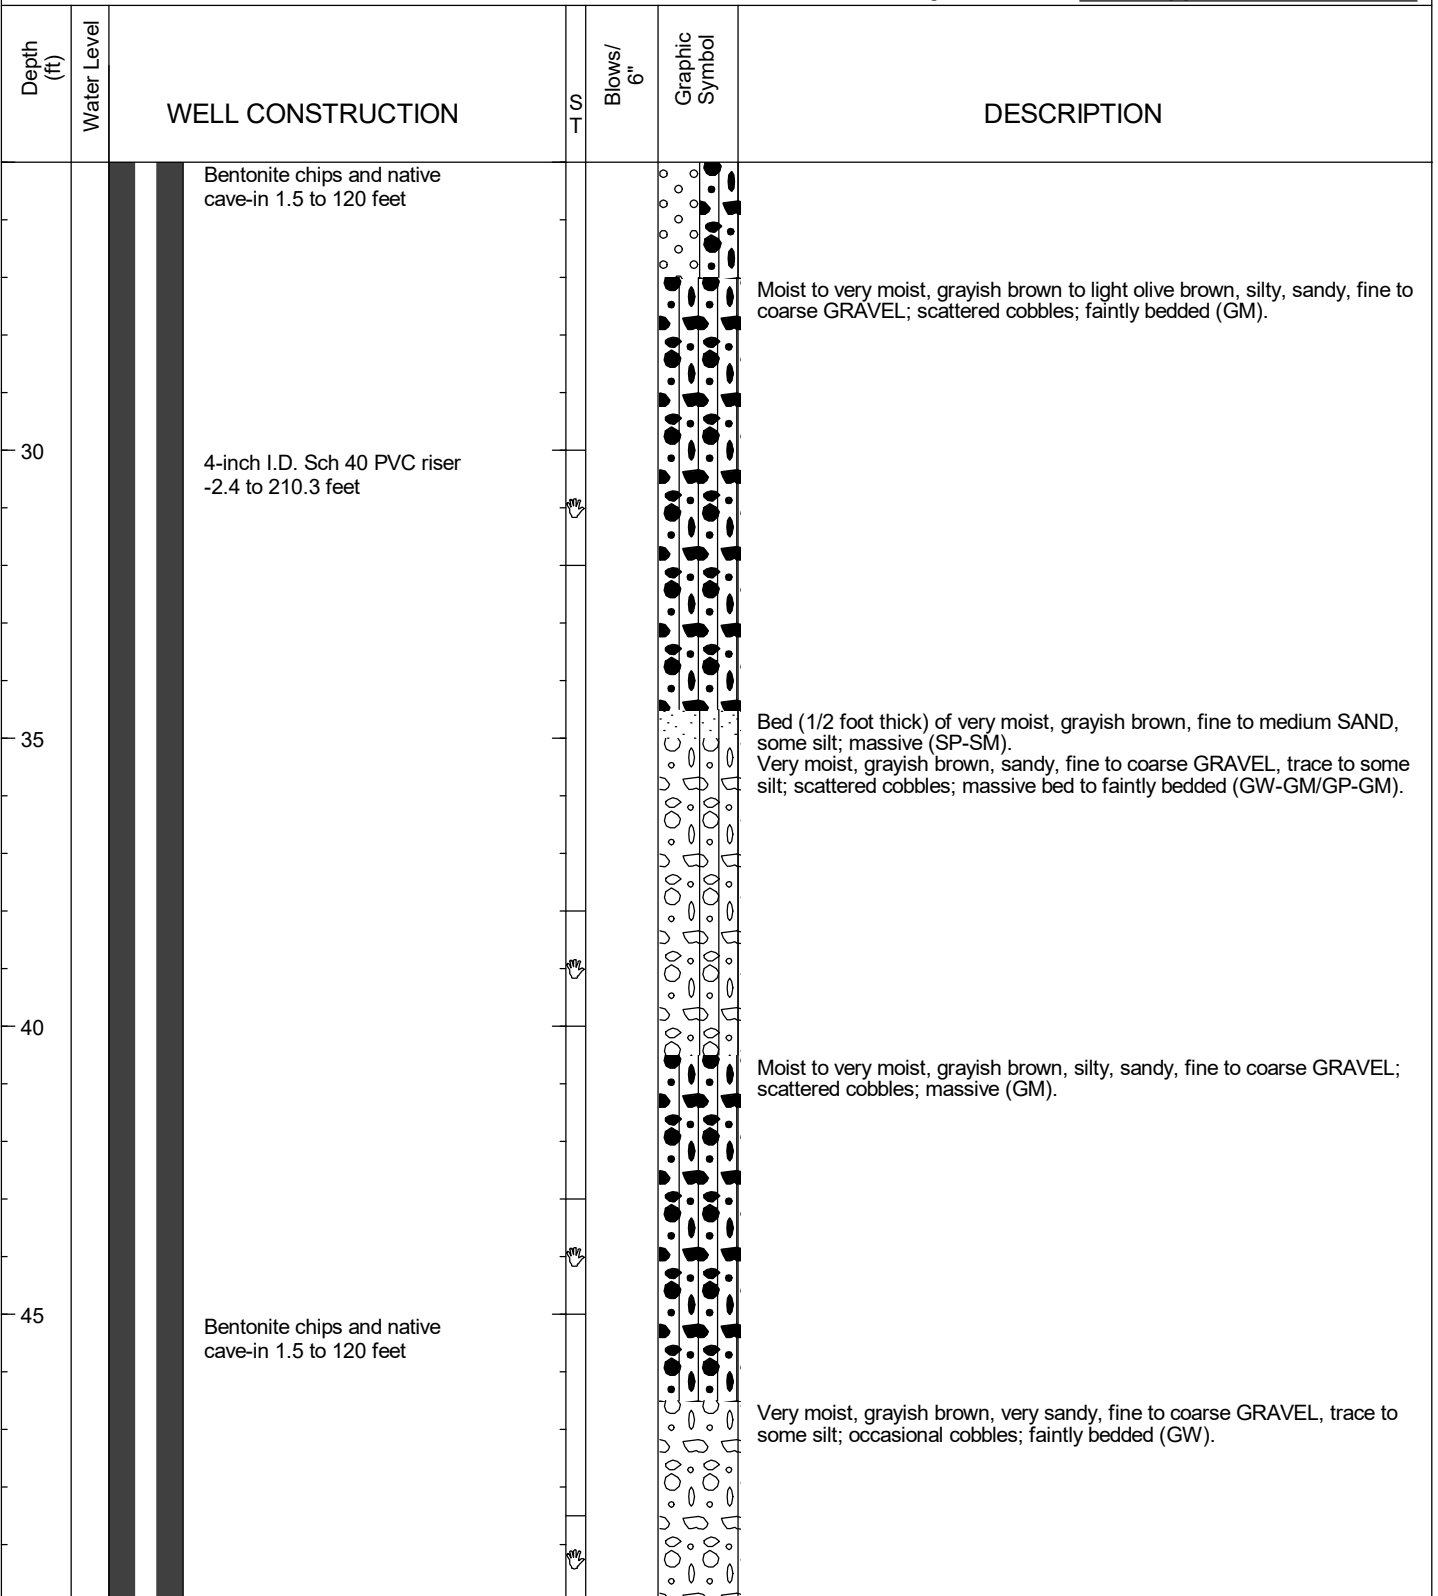 Depth
(ft)
Water Level
WELL CONSTRUCTION
S
T
Blows/
6"
Graphic
Symbol
DESCRIPTION
Bentonite chips and native
cave-in 1.5 to 120 feet
Moist to very moist, grayish brown to light olive brown, silty, sandy, fine to
coarse GRAVEL; scattered cobbles; faintly bedded (GM).
30
4-inch I.D. Sch 40 PVC riser
-2.4 to 210.3 feet
35
Bed (1/2 foot thick) of very moist, grayish brown, fine to medium SAND,
some silt; massive (SP-SM).
Very moist, grayish brown, sandy, fine to coarse GRAVEL, trace to some
silt; scattered cobbles; massive bed to faintly bedded (GW-GM/GP-GM).
40
Moist to very moist, grayish brown, silty, sandy, fine to coarse GRAVEL;
scattered cobbles; massive (GM).
45
Bentonite chips and native
cave-in 1.5 to 120 feet
Very moist, grayish brown, very sandy, fine to coarse GRAVEL, trace to
some silt; occasional cobbles; faintly bedded (GW).